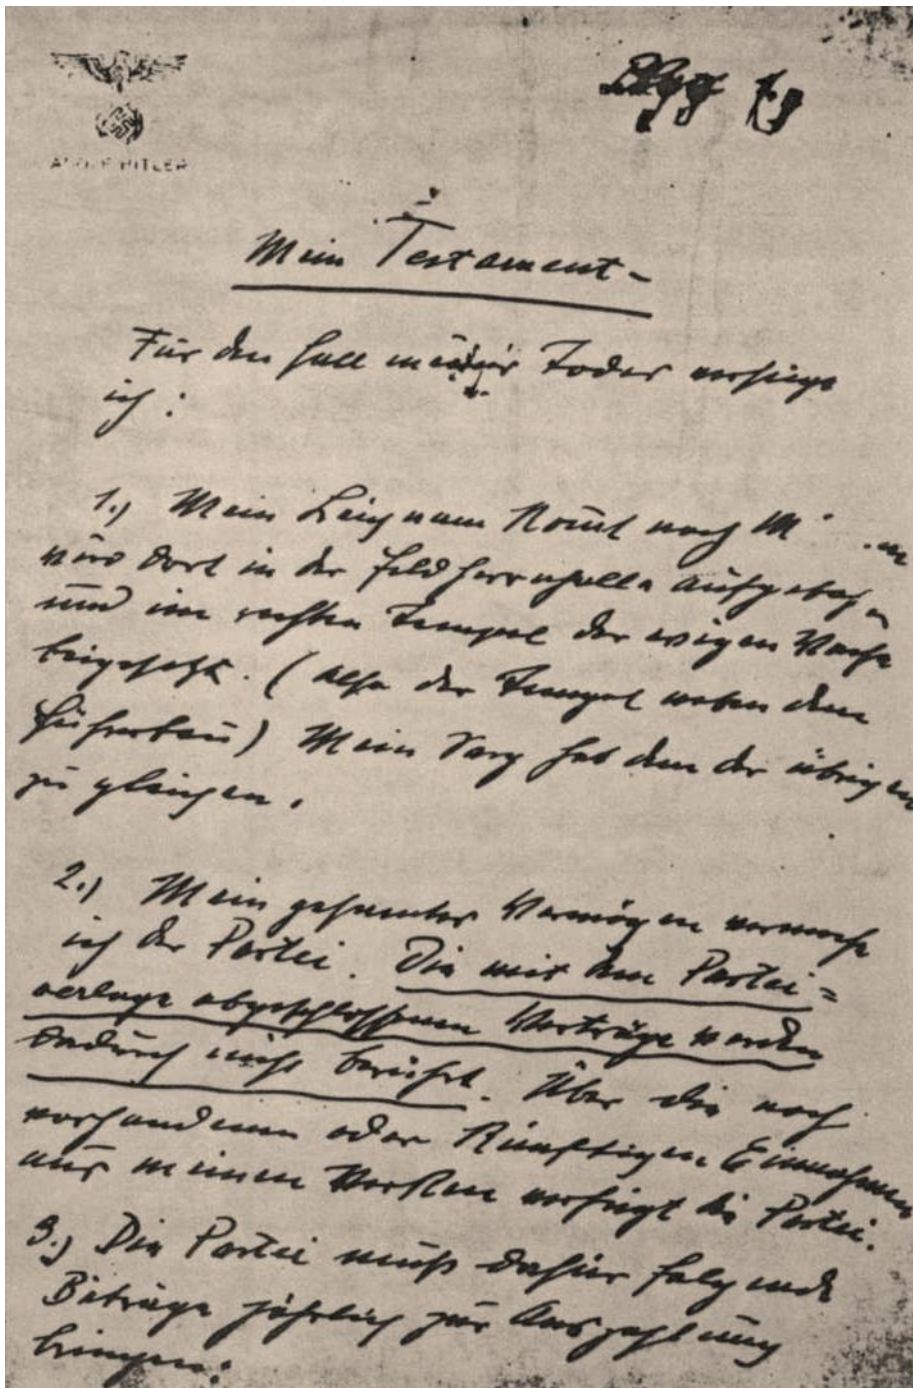 ADOLF HITLER
Mein Testament-
Für den Fall meines Todes verfüge
ich:
1.) Mein Leichnam kommt nach M
wird dort in der Feldherrnhalle aufgebah
und im rechten Tempel der ewigen Wache
beigesetzt. (Also der Tempel neben dem
Führerbau) Mein Sarg hat dem der übrigen
zu gleichen.
2.) Mein gesamtes Vermögen vermache
ich der Partei. Die mit dem Partei=
verlage abgeschlossenen Verträge werden
dadurch nicht berührt. Über die noch
vorhandenen oder künftigen Einnahmen
aus meinen Werken verfügt die Partei.
3.) Die Partei muß dafür folgende
Beträge jährlich zur Auszahlung
bringen: